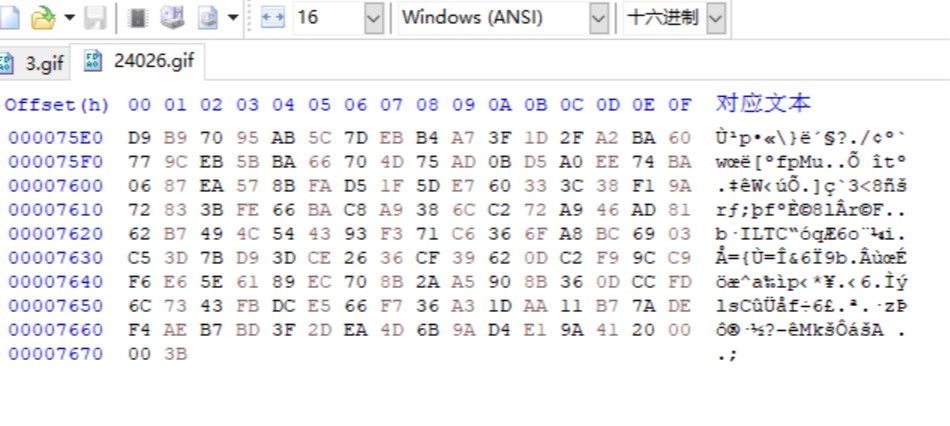 16 Windows (ANSI) 十六进制
3.gif 24026.gif
Offset(h) 00 01 02 03 04 05 06 07 08 09 0A 0B 0C 0D 0E 0F 对应文本
000075E0 D9 B9 70 95 AB 5C 7D EB B4 A7 3F 1D 2F A2 BA 60 Ù¹p•«\}ë´§?./¢º`
000075F0 77 9C EB 5B BA 66 70 4D 75 AD 0B D5 A0 EE 74 BA wœë[ºfpMu­.Õ îtº
00007600 06 87 EA 57 8B FA D5 1F 5D E7 60 33 3C 38 F1 9A .‡êW‹úÕ.]ç`3<8ñš
00007610 72 83 3B FE 66 BA C8 A9 38 6C C2 72 A9 46 AD 81 rƒ;þfºÈ©8lÂr©F..
00007620 62 B7 49 4C 54 43 93 F3 71 C6 36 6F A8 BC 69 03 b·ILTC“óqÆ6o¨¼i.
00007630 C5 3D 7B D9 3D CE 26 36 CF 39 62 0D C2 F9 9C C9 Å={Ù=Î&6Ï9b.ÂùœÉ
00007640 F6 E6 5E 61 89 EC 70 8B 2A A5 90 8B 36 0D CC FD öæ^a‰ìp‹*¥.‹6.Ìý
00007650 6C 73 43 FB DC E5 66 F7 36 A3 1D AA 11 B7 7A DE lsCûÜåf÷6£.ª.·zÞ
00007660 F4 AE B7 BD 3F 2D EA 4D 6B 9A D4 E1 9A 41 20 00 ô®·½?-êMkšÔášA .
00007670 00 3B .;